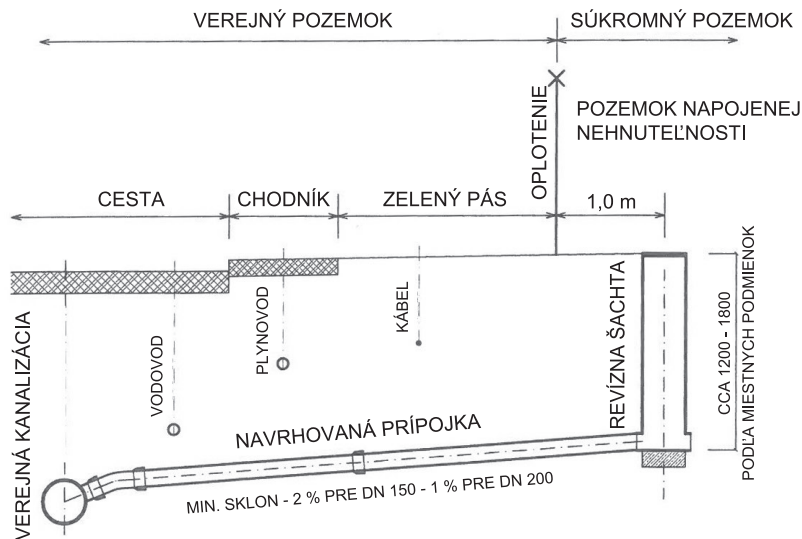 VEREJNÝ POZEMOK
SÚKROMNÝ POZEMOK
OPLOTENIE
POZEMOK NAPOJENEJ
NEHNUTEĽNOSTI
CESTA
CHODNÍK
ZELENÝ PÁS
1,0 m
VEREJNÁ KANALIZÁCIA
VODOVOD
PLYNOVOD
KÁBEL
REVÍZNA ŠACHTA
CCA 1200 - 1800
PODĽA MIESTNYCH PODMIENOK
NAVRHOVANÁ PRÍPOJKA
MIN. SKLON - 2 % PRE DN 150 - 1 % PRE DN 200